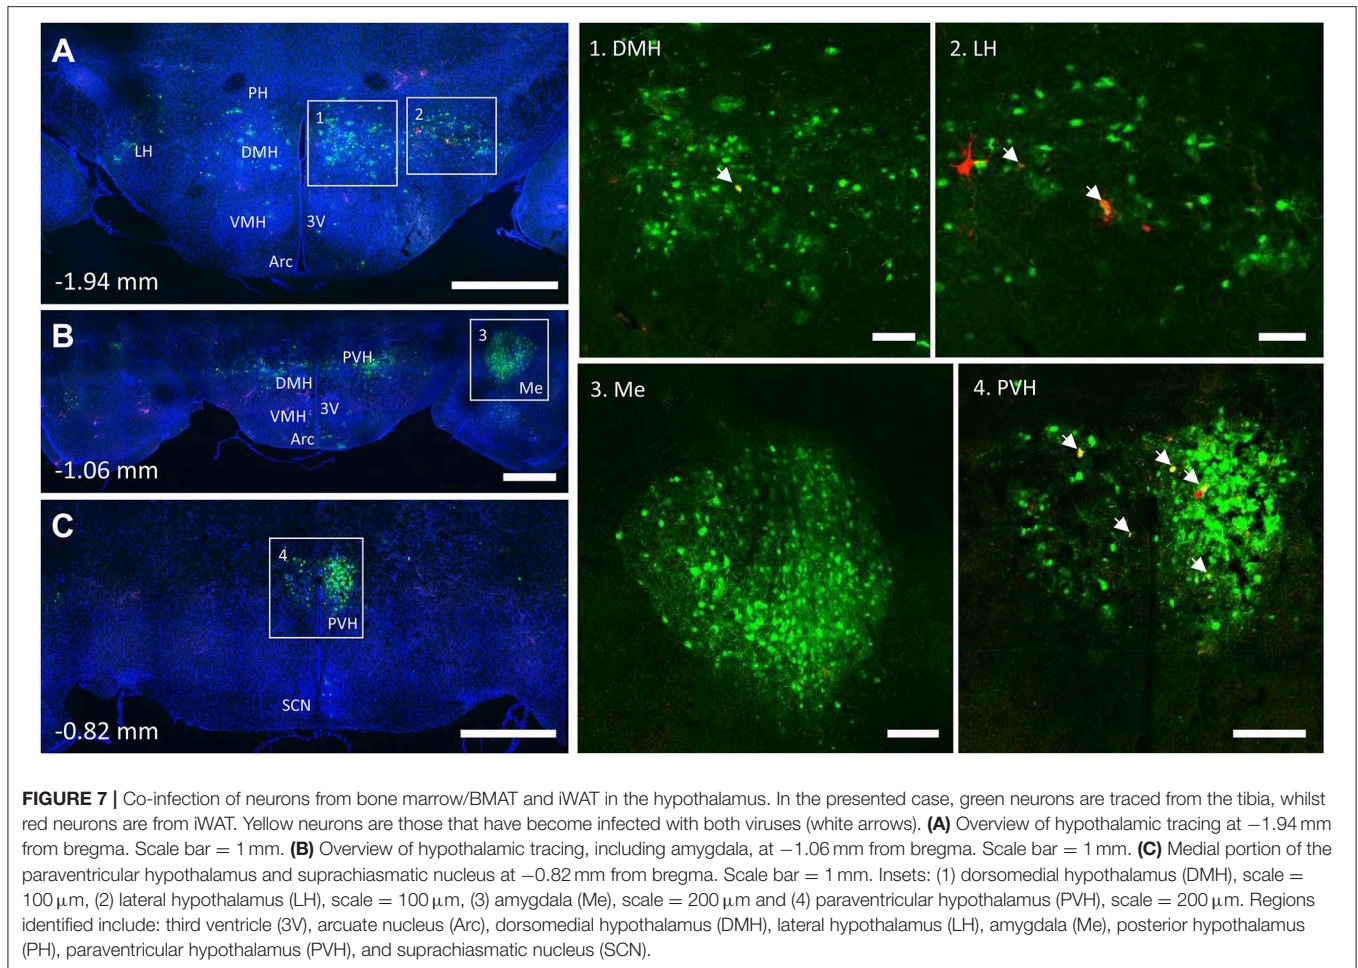 A
PH
1
2
LH
DMH
VMH
3V
Arc
-1.94 mm
1. DMH
2. LH
B
3
PVH
DMH
Me
VMH
3V
Arc
-1.06 mm
C
4
PVH
SCN
-0.82 mm
3. Me
4. PVH
FIGURE 7 | Co-infection of neurons from bone marrow/BMAT and iWAT in the hypothalamus. In the presented case, green neurons are traced from the tibia, whilst
red neurons are from iWAT. Yellow neurons are those that have become infected with both viruses (white arrows). (A) Overview of hypothalamic tracing at −1.94 mm
from bregma. Scale bar = 1 mm. (B) Overview of hypothalamic tracing, including amygdala, at −1.06 mm from bregma. Scale bar = 1 mm. (C) Medial portion of the
paraventricular hypothalamus and suprachiasmatic nucleus at −0.82 mm from bregma. Scale bar = 1 mm. Insets: (1) dorsomedial hypothalamus (DMH), scale =
100 μm, (2) lateral hypothalamus (LH), scale = 100 μm, (3) amygdala (Me), scale = 200 μm and (4) paraventricular hypothalamus (PVH), scale = 200 μm. Regions
identified include: third ventricle (3V), arcuate nucleus (Arc), dorsomedial hypothalamus (DMH), lateral hypothalamus (LH), amygdala (Me), posterior hypothalamus
(PH), paraventricular hypothalamus (PVH), and suprachiasmatic nucleus (SCN).